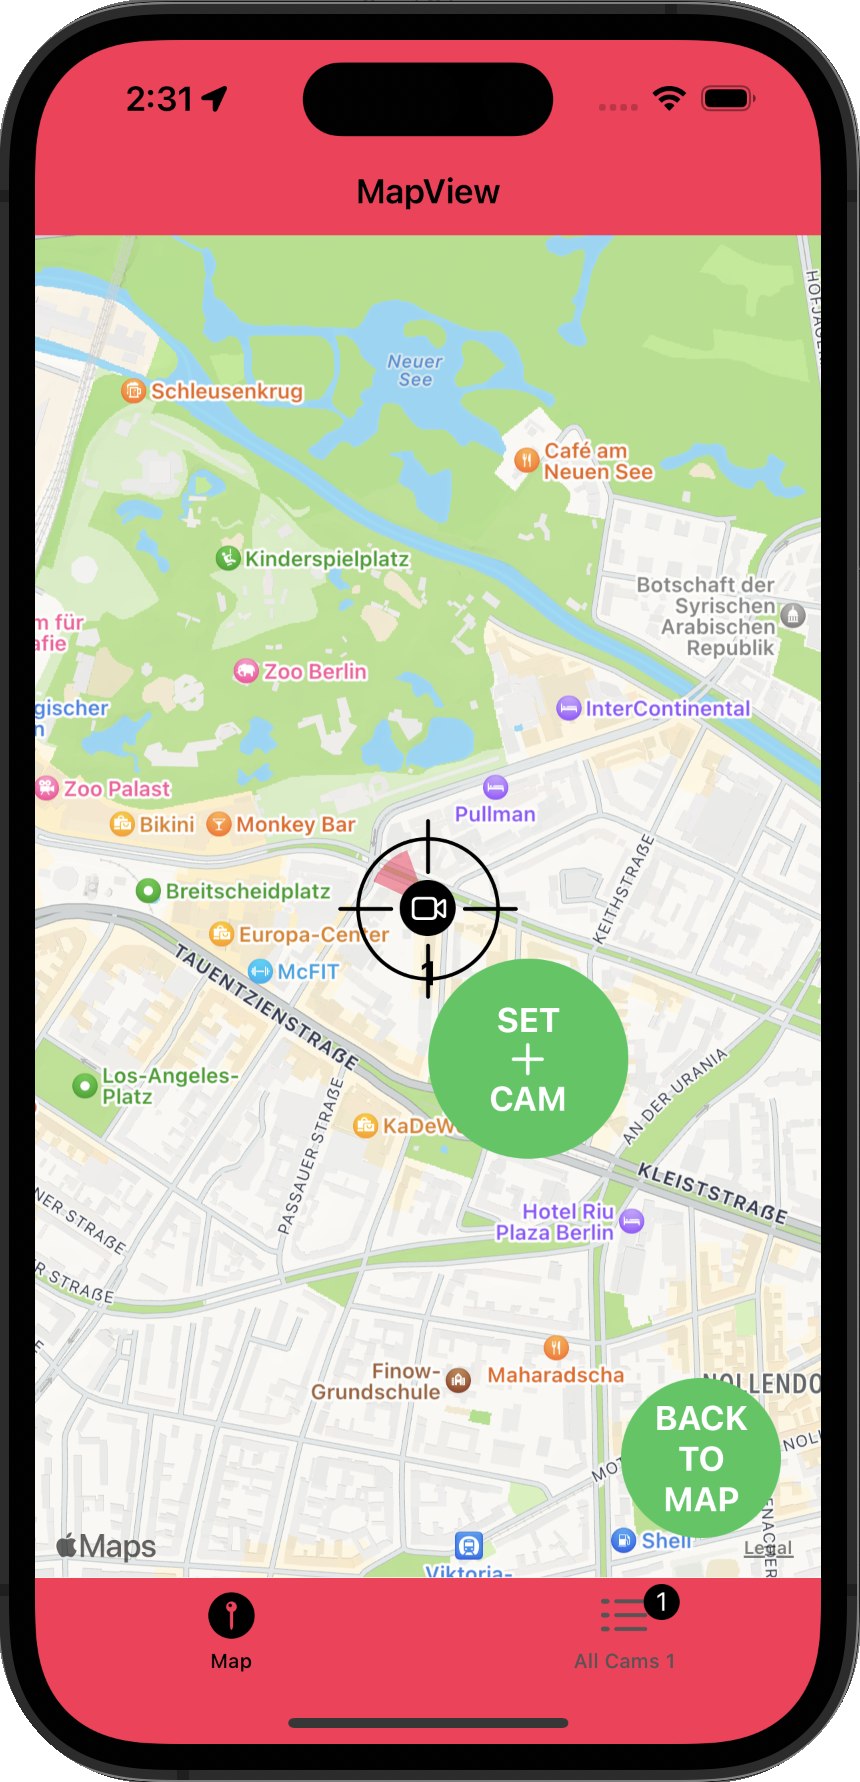 2:31
MapView
HOFJÄGER
Neuer
See
Schleusenkrug
Café am
Neuen See
Kinderspielplatz
Botschaft der
Syrischen
Arabischen
Republik
m für
afie
Zoo Berlin
gischer
n
InterContinental
Zoo Palast
Pullman
Bikini
Monkey Bar
KEITHSTRAẞE
Breitscheidplatz
Europa-Center
McFIT
1
TAUENTZIENSTRAẞE
SET
+
CAM
Los-Angeles-
Platz
AN DER URANIA
PASSAUER STRAẞE
KaDeW
KLEISTSTRAẞE
NER STRAẞE
Hotel Riu
Plaza Berlin
R STRAẞE
Maharadscha
Finow-
Grundschule
NOLLENDO
BACK
TO
MAP
MOT
NOL
ENACHER
Maps
Shell
Legal
Viktoria-
1
Map
All Cams 1